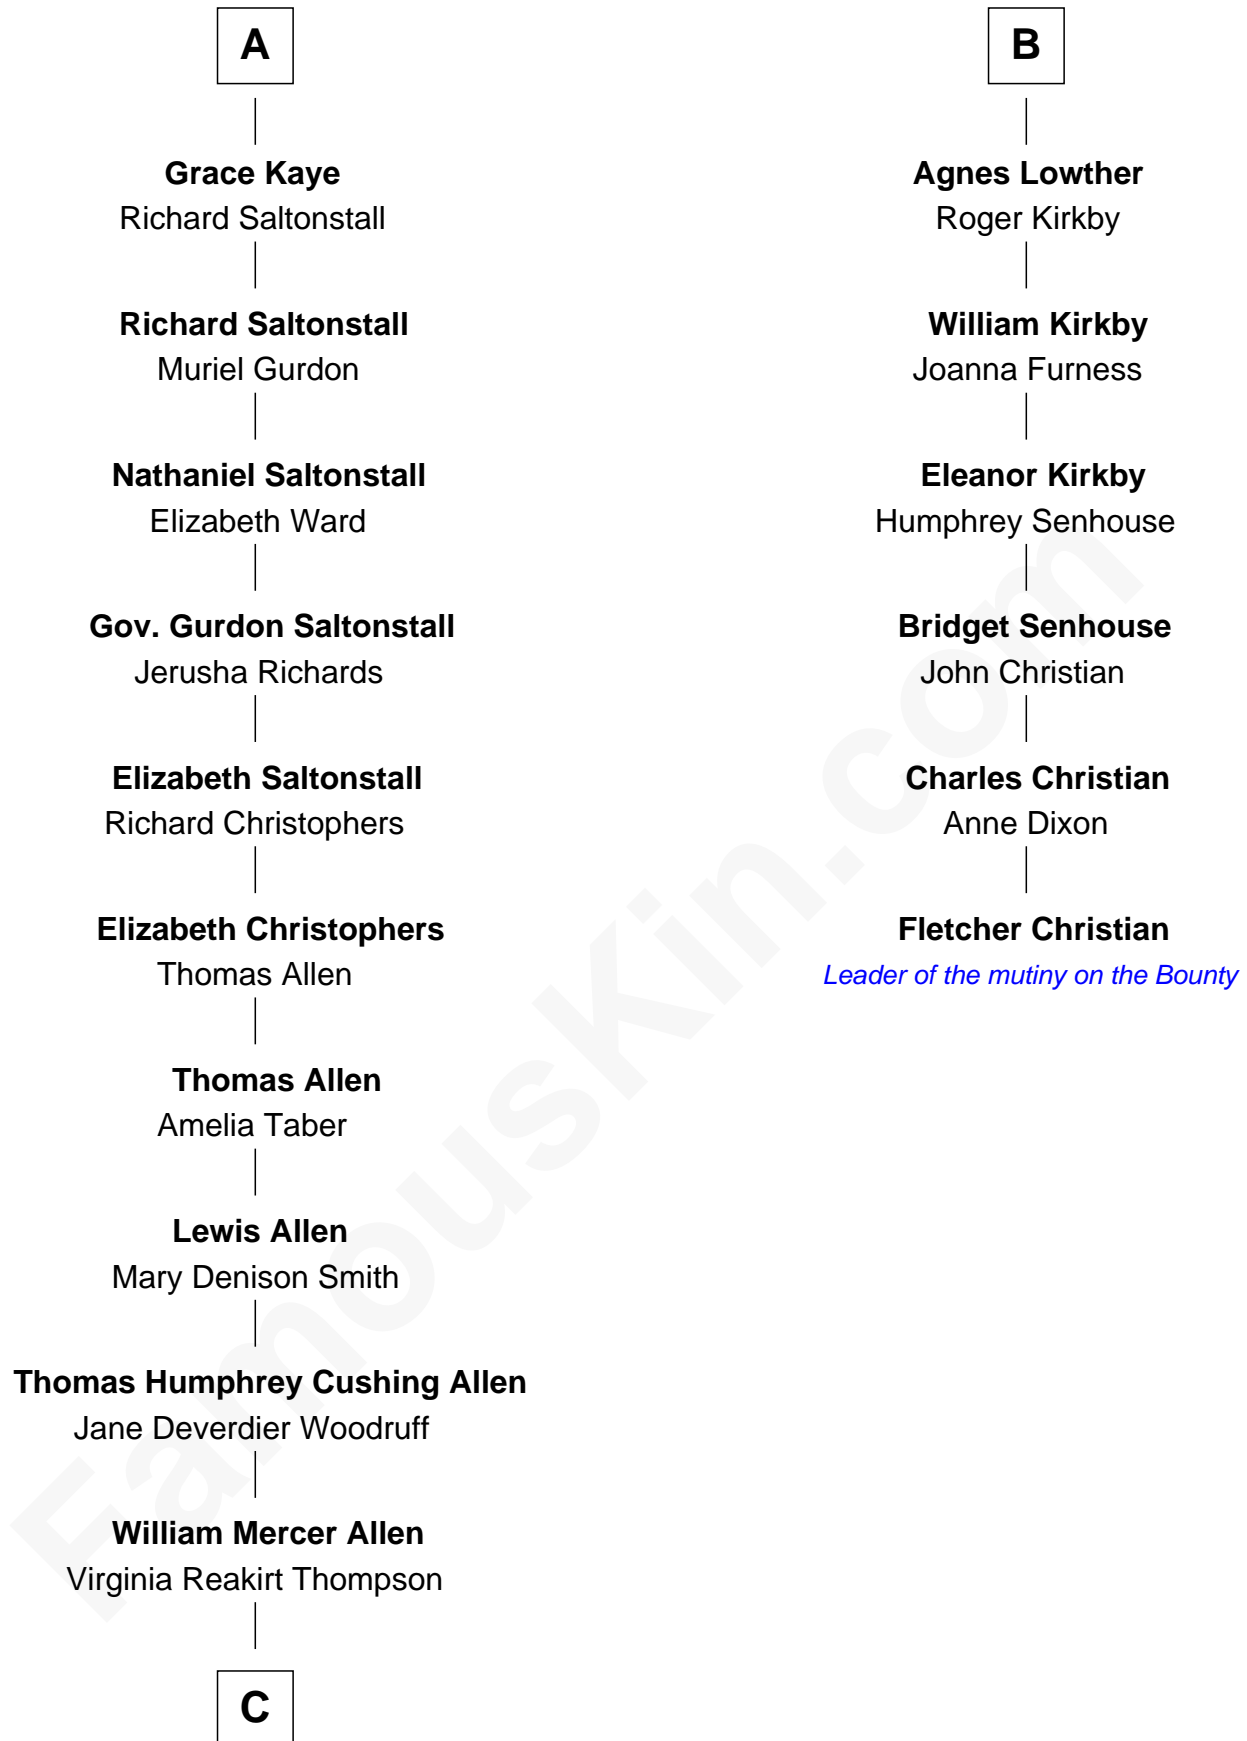 A
Grace Kaye
Richard Saltonstall
Richard Saltonstall
Muriel Gurdon
Nathaniel Saltonstall
Elizabeth Ward
Gov. Gurdon Saltonstall
Jerusha Richards
Elizabeth Saltonstall
Richard Christophers
Elizabeth Christophers
Thomas Allen
Thomas Allen
Amelia Taber
Lewis Allen
Mary Denison Smith
Thomas Humphrey Cushing Allen
Jane Deverdier Woodruff
William Mercer Allen
Virginia Reakirt Thompson
C
B
Agnes Lowther
Roger Kirkby
William Kirkby
Joanna Furness
Eleanor Kirkby
Humphrey Senhouse
Bridget Senhouse
John Christian
Charles Christian
Anne Dixon
Fletcher Christian
Leader of the mutiny on the Bounty
FamousKin.com